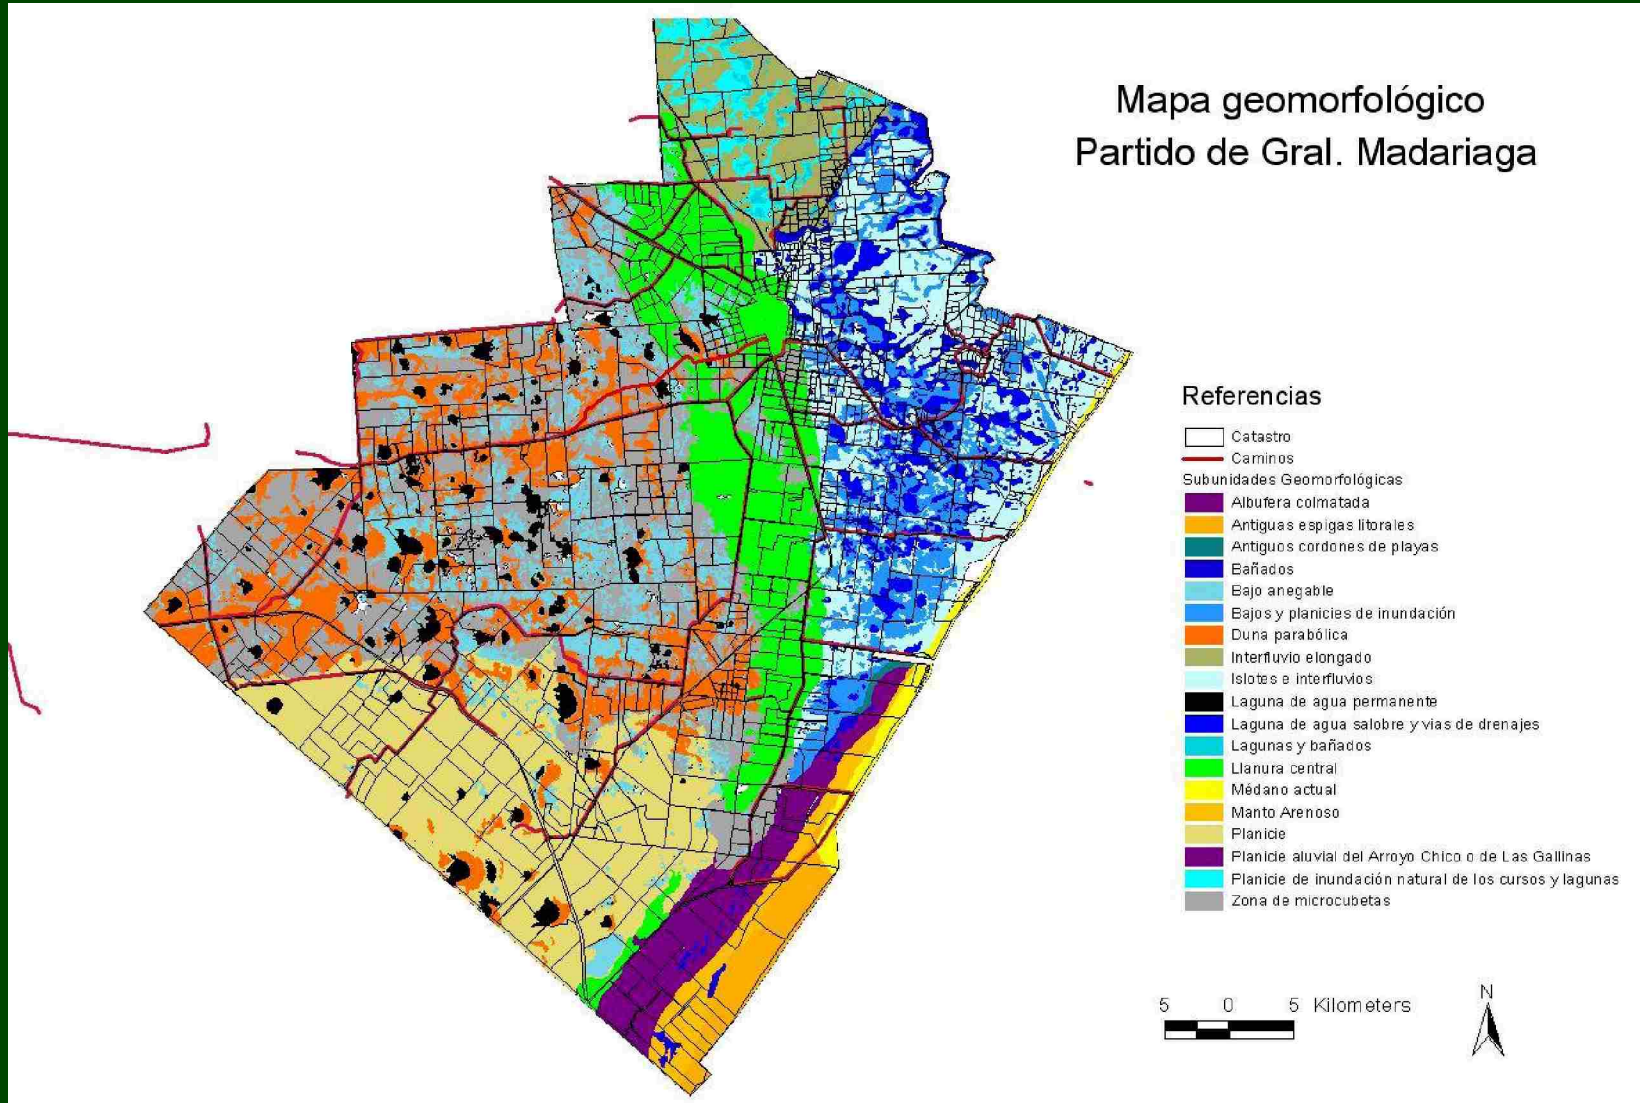 Mapa geomorfológico
Partido de Gral. Madariaga
Referencias
Catastro
Caminos
Subunidades Geomorfológicas
Albufera colmatada
Antiguas espigas litorales
Antiguos cordones de playas
Bañados
Bajo anegable
Bajos y planicies de inundación
Duna parabólica
Interfluvio elongado
Islotes e interfluvios
Laguna de agua permanente
Laguna de agua salobre y vias de drenajes
Lagunas y bañados
Llanura central
Médano actual
Manto Arenoso
Planicie
Planicie aluvial del Arroyo Chico o de Las Gallinas
Planicie de inundación natural de los cursos y lagunas
Zona de microcubetas
5 0 5 Kilometers
N